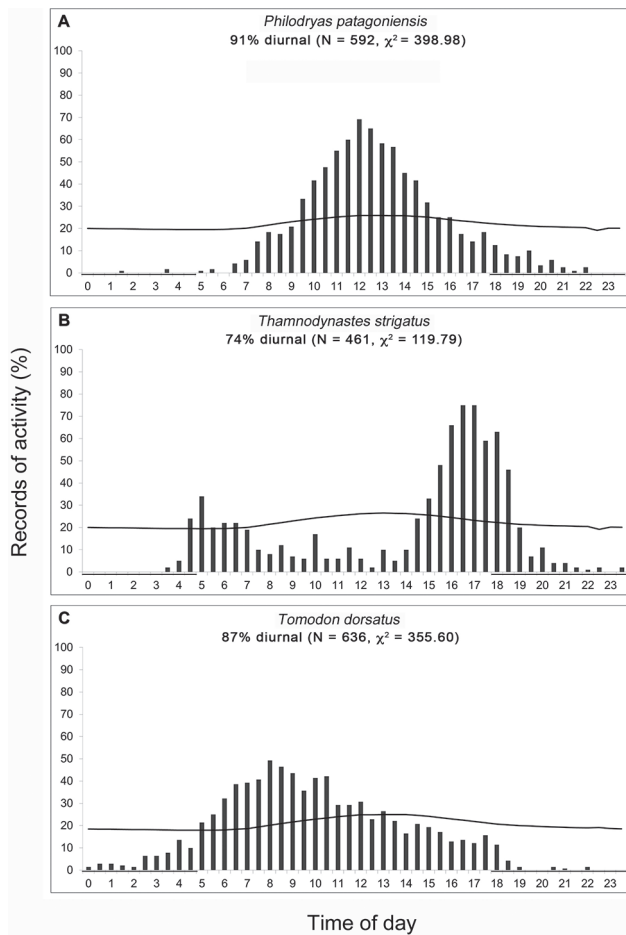 Records of activity (%)
A
Philodryas patagoniensis
91% diurnal (N = 592, χ² = 398.98)
100
90
80
70
60
50
40
30
20
10
0
0 1 2 3 4 5 6 7 8 9 10 11 12 13 14 15 16 17 18 19 20 21 22 23
B
Thamnodynastes strigatus
74% diurnal (N = 461, χ² = 119.79)
100
90
80
70
60
50
40
30
20
10
0
0 1 2 3 4 5 6 7 8 9 10 11 12 13 14 15 16 17 18 19 20 21 22 23
C
Tomodon dorsatus
87% diurnal (N = 636, χ² = 355.60)
100
90
80
70
60
50
40
30
20
10
0
0 1 2 3 4 5 6 7 8 9 10 11 12 13 14 15 16 17 18 19 20 21 22 23
Time of day